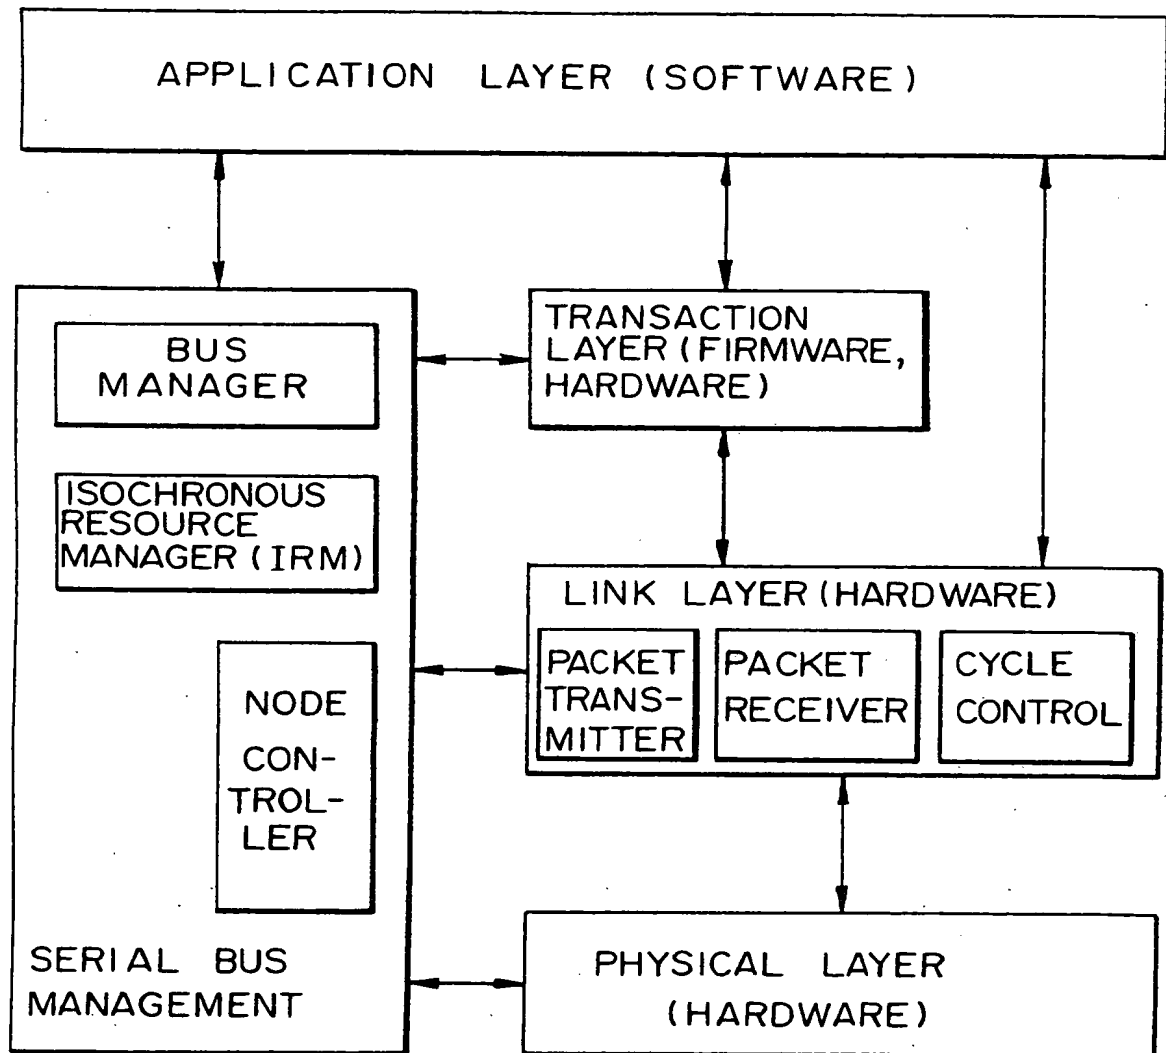 APPLICATION LAYER (SOFTWARE)
BUS
MANAGER
ISOCHRONOUS
RESOURCE
MANAGER (IRM)
NODE
CON-
TROL-
LER
SERIAL BUS
MANAGEMENT
TRANSACTION
LAYER (FIRMWARE,
HARDWARE)
LINK LAYER (HARDWARE)
PACKET
TRANS-
MITTER
PACKET
RECEIVER
CYCLE
CONTROL
PHYSICAL LAYER
(HARDWARE)